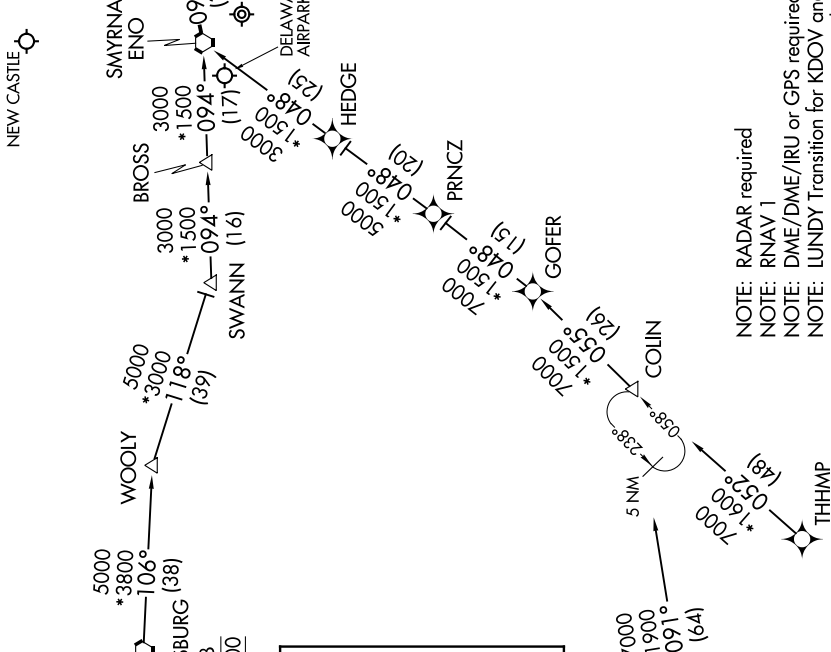 NEW CASTLE
SMYRNA
ENO
DELAWA
AIRPARK
3000
*1500
094°
(17)
BROSS
3000
*1500
094°
(16)
SWANN
5000
*3000
118°
(39)
WOOLY
5000
*3800
106°
(38)
SBURG
3000
*1500
048°
(25)
HEDGE
5000
*1500
048°
(20)
PRNCZ
7000
*1500
048°
(15)
GOFER
7000
*1500
055°
(26)
COLIN
238°
058°
5 NM
7000
*1600
052°
(48)
THHMP
7000
1900
091°
(64)
NOTE: RADAR required
NOTE: RNAV 1
NOTE: DME/DME/IRU or GPS required
NOTE: LUNDY Transition for KDOV and